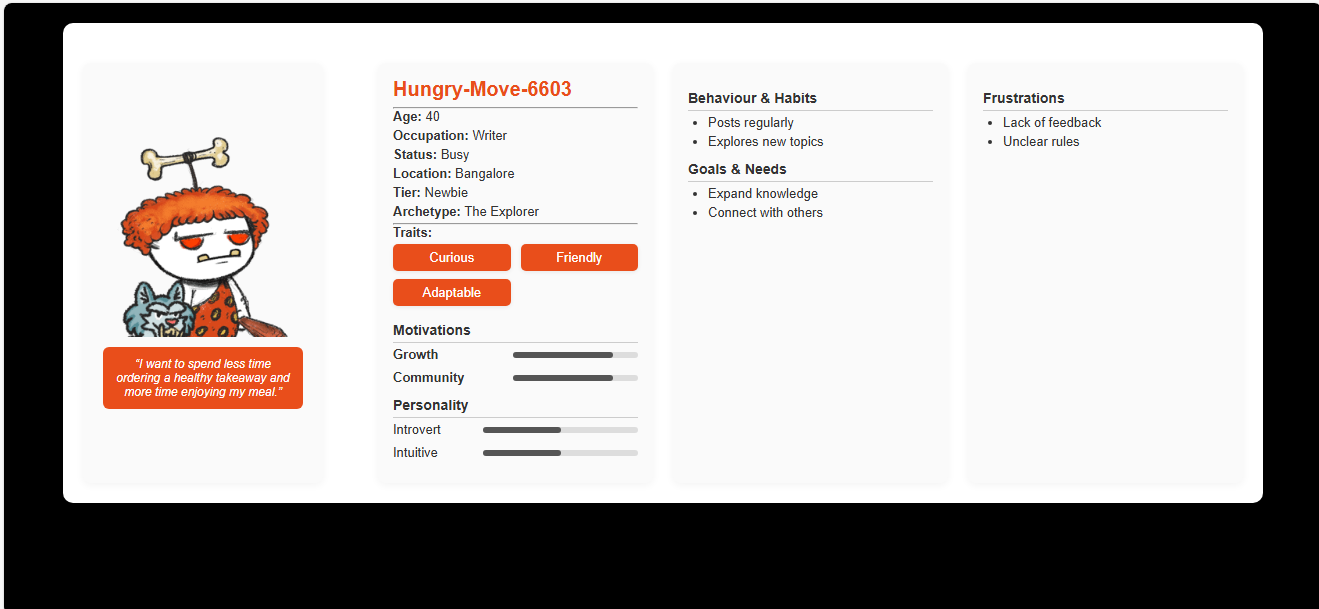 “I want to spend less time
ordering a healthy takeaway and
more time enjoying my meal.”
Hungry-Move-6603
Age: 40
Occupation: Writer
Status: Busy
Location: Bangalore
Tier: Newbie
Archetype: The Explorer
Traits:
Curious Friendly
Adaptable
Motivations
Growth
Community
Personality
Introvert
Intuitive
Behaviour & Habits
Posts regularly
Explores new topics
Goals & Needs
Expand knowledge
Connect with others
Frustrations
Lack of feedback
Unclear rules